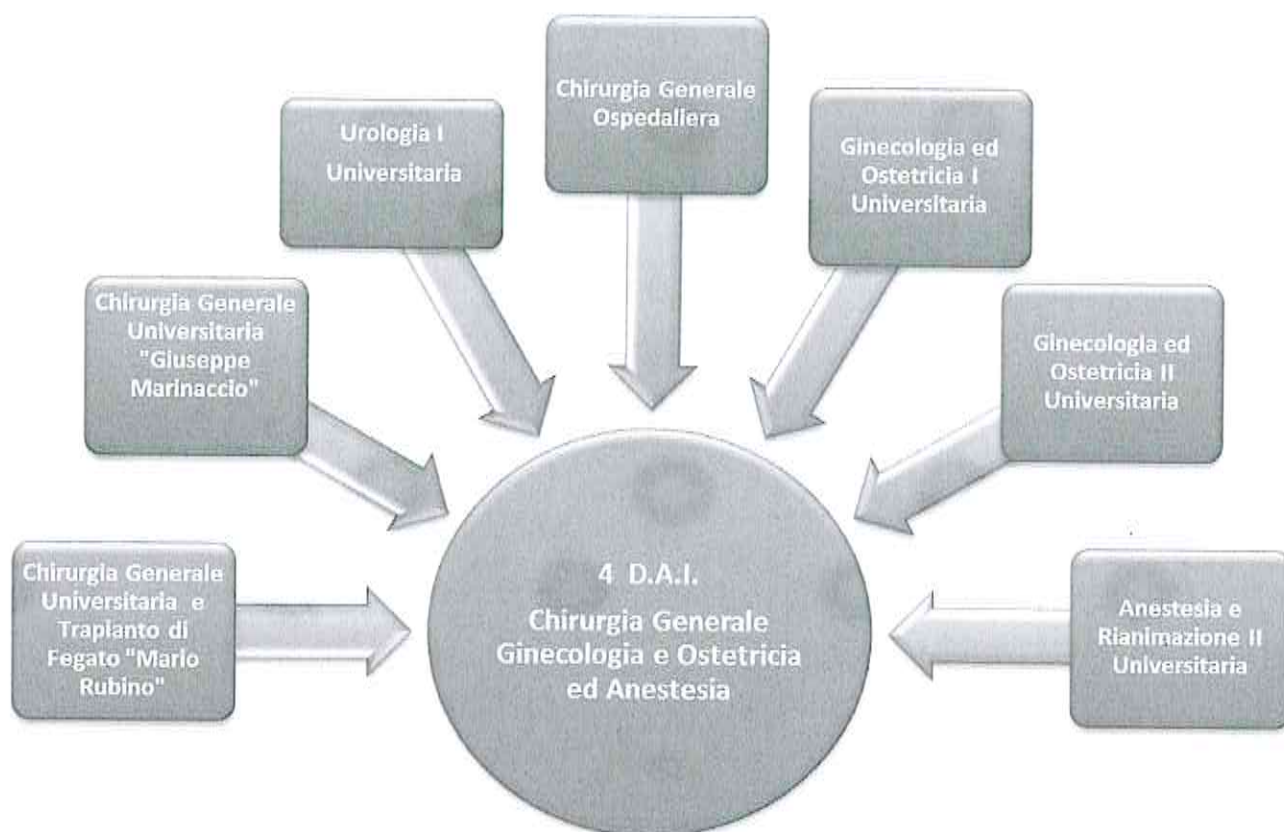 Chirurgia Generale
Ospedaliera
Urologia I
Universitaria
Ginecologia ed
Ostetricia I
Universitaria
Chirurgia Generale
Universitaria
"Giuseppe
Marinaccio"
Ginecologia ed
Ostetricia II
Universitaria
Chirurgia Generale
Universitaria e
Trapianto di
Fegato "Mario
Rubino"
4 D.A.I.
Chirurgia Generale
Ginecologia e Ostetricia
ed Anestesia
Anestesia e
Rianimazione II
Universitaria